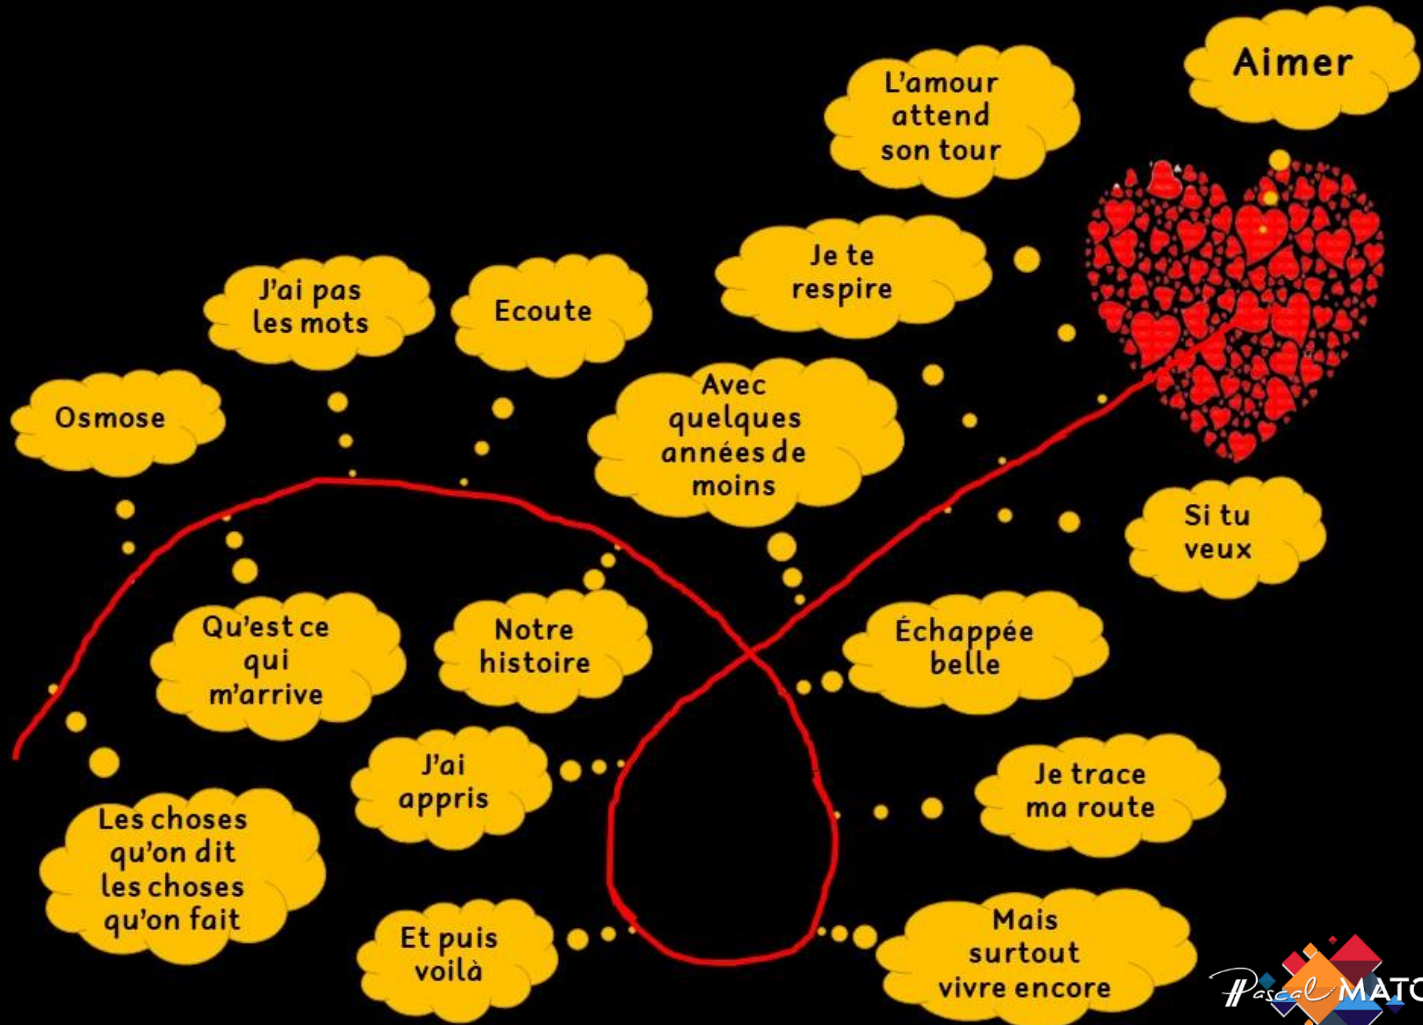 Aimer
L'amour
attend
son tour
Je te
respire
J'ai pas
les mots
Ecoute
Avec
quelques
années de
moins
Osmose
Si tu
veux
Qu'est ce
qui
m'arrive
Notre
histoire
Échappée
belle
J'ai
appris
Je trace
ma route
Les choses
qu'on dit
les choses
qu'on fait
Et puis
voilà
Mais
surtout
vivre encore
Pascal MATO